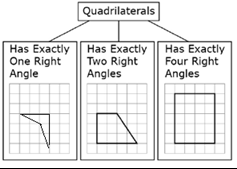 Quadrilaterals
Has Exactly
One Right
Angle
Has Exactly
Two Right
Angles
Has Exactly
Four Right
Angles